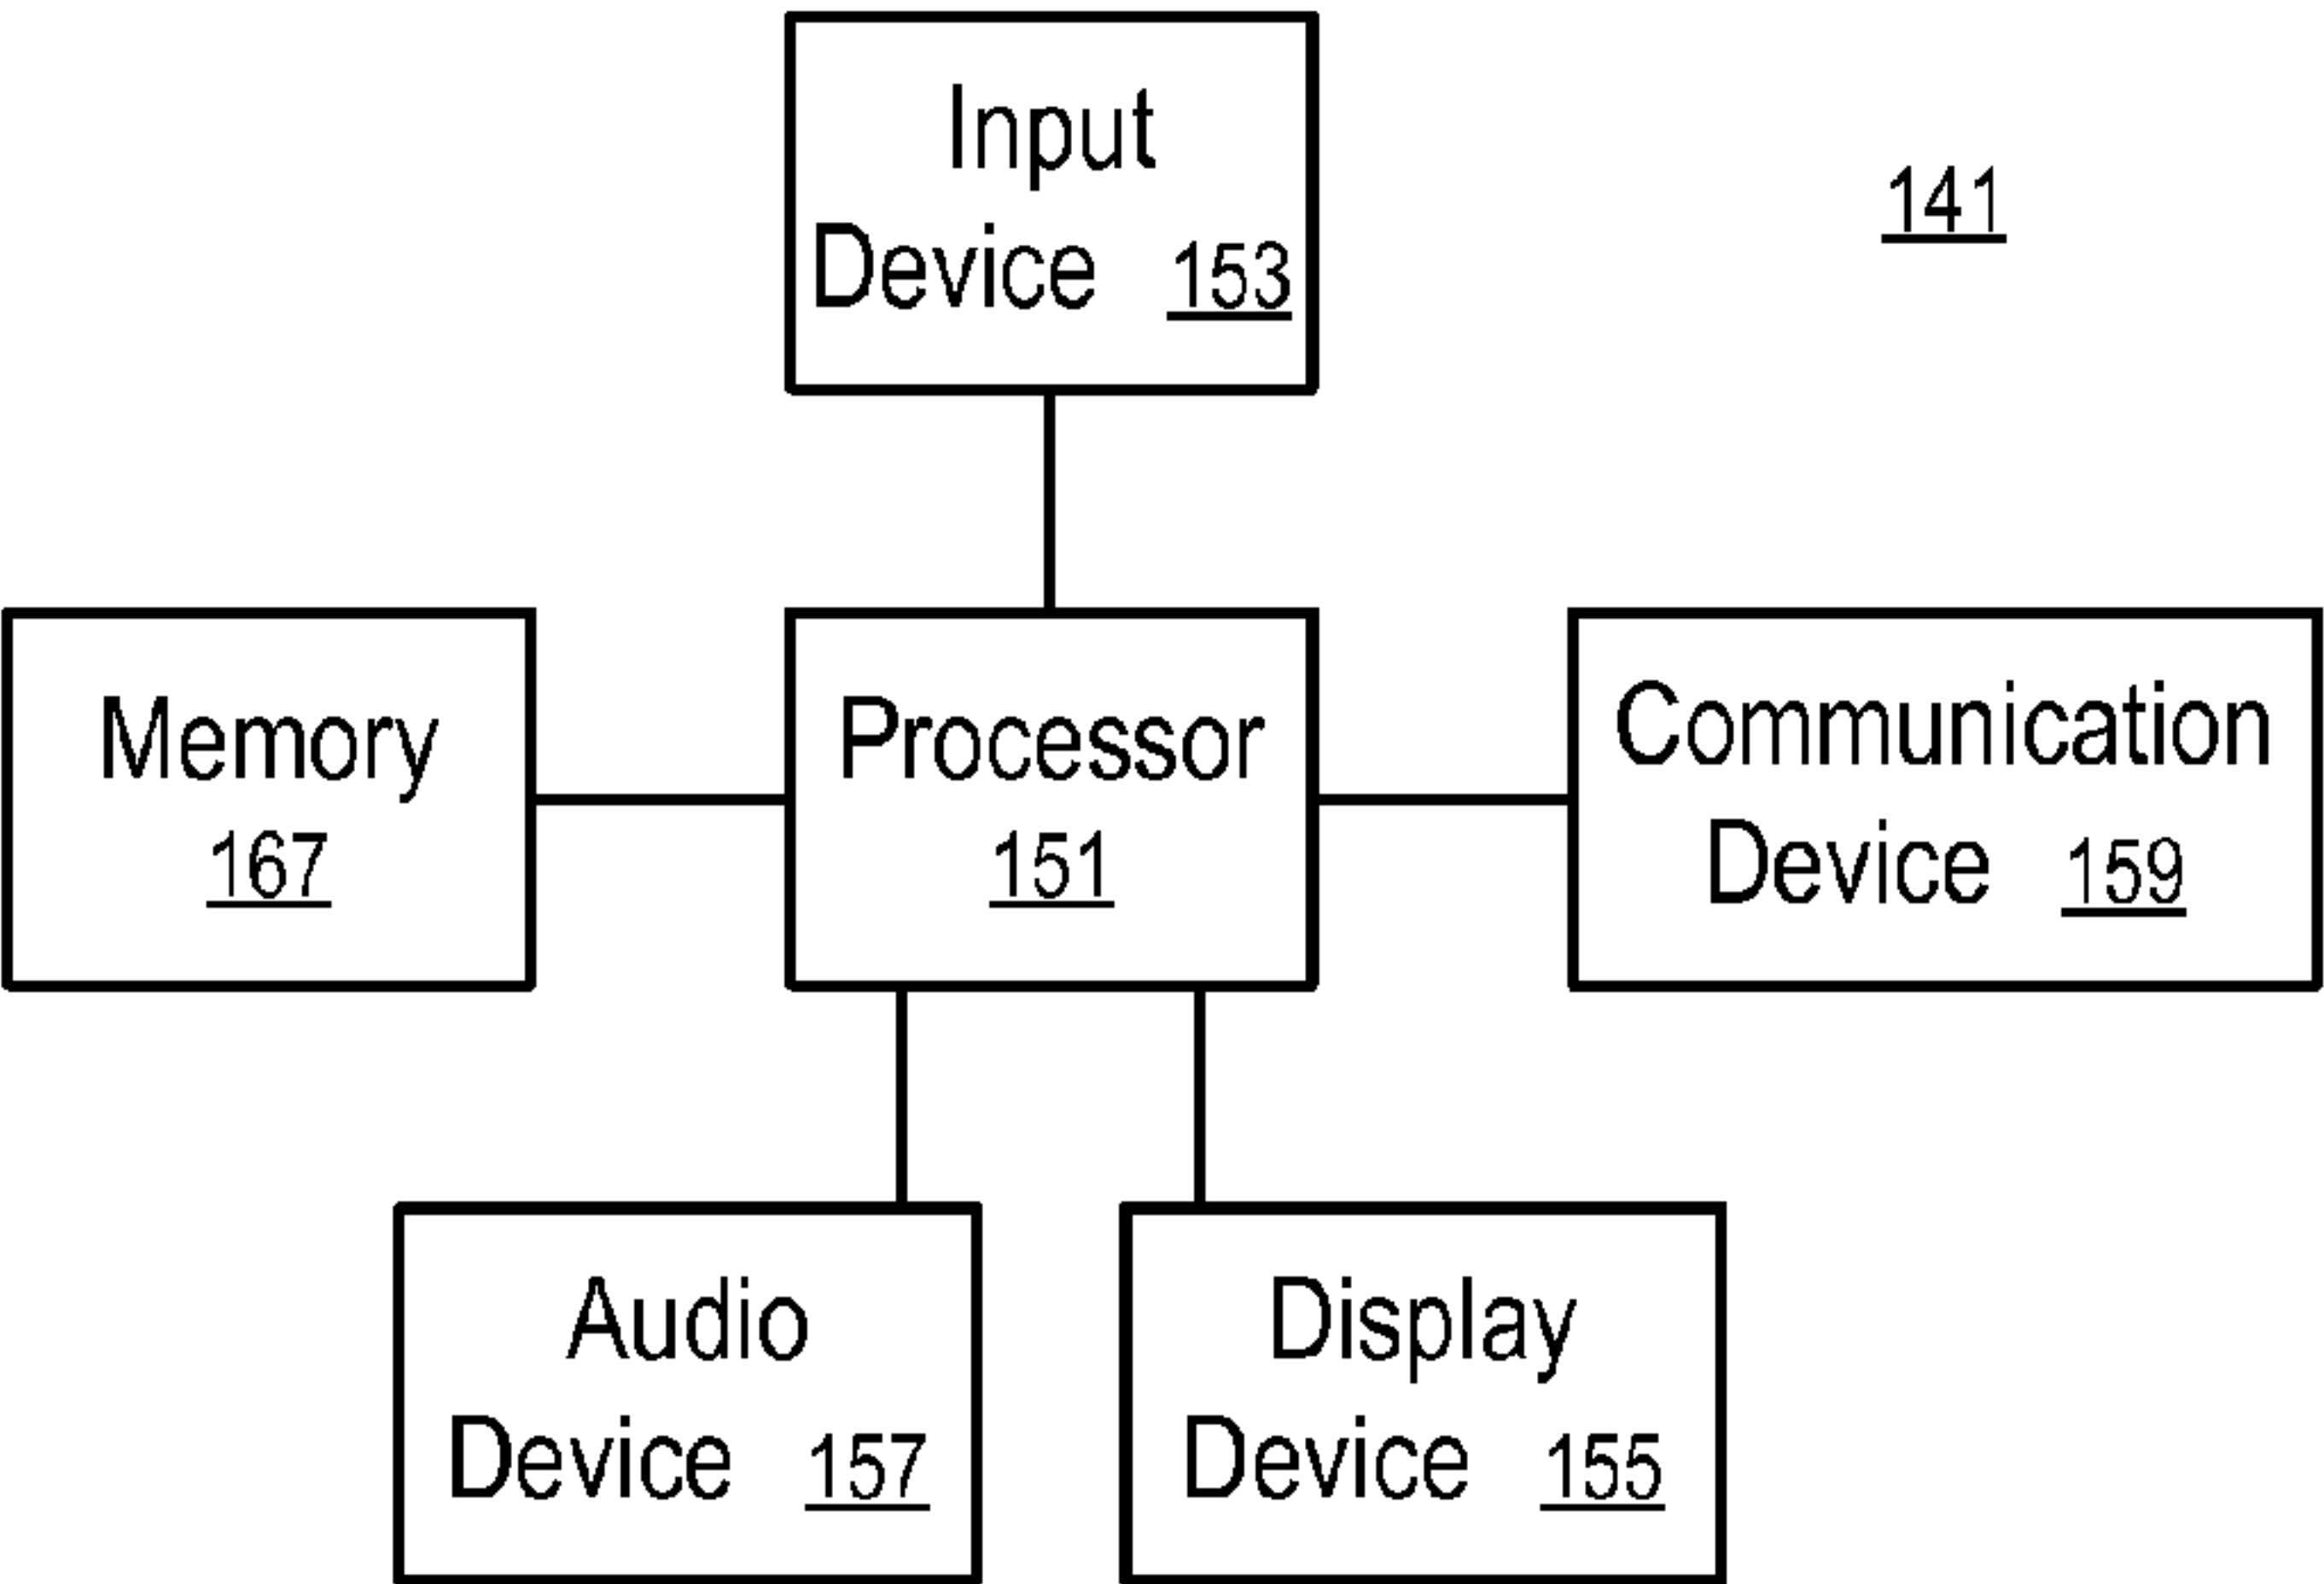 Input
Device 153
141
Memory
167
Processor
151
Communication
Device 159
Audio
Device 157
Display
Device 155